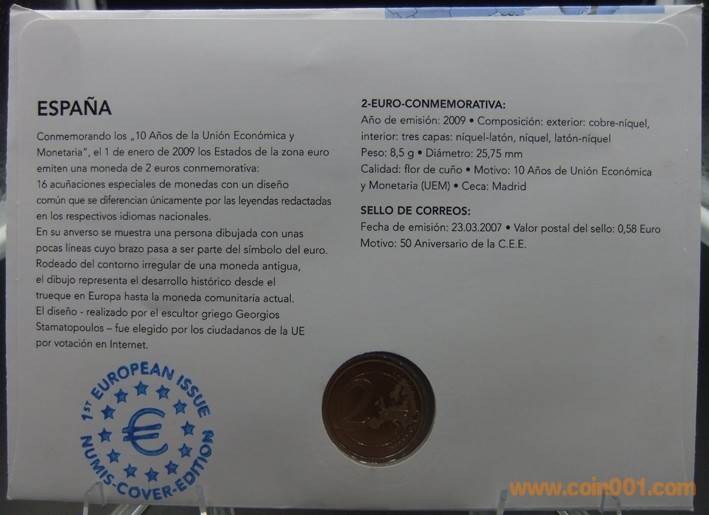 ESPAÑA
Conmemorando los „10 Años de la Unión Económica y
Monetaria", el 1 de enero de 2009 los Estados de la zona euro
emiten una moneda de 2 euros conmemorativa:
16 acuñaciones especiales de monedas con un diseño
común que se diferencian únicamente por las leyendas redactadas
en los respectivos idiomas nacionales.
En su anverso se muestra una persona dibujada con unas
pocas líneas cuyo brazo pasa a ser parte del símbolo del euro.
Rodeado del contorno irregular de una moneda antigua,
el dibujo representa el desarrollo histórico desde el
trueque en Europa hasta la moneda comunitaria actual.
El diseño - realizado por el escultor griego Georgios
Stamatopoulos – fue elegido por los ciudadanos de la UE
por votación en Internet.
2-EURO-CONMEMORATIVA:
Año de emisión: 2009 • Composición: exterior: cobre-níquel,
interior: tres capas: níquel-latón, níquel, latón-níquel
Peso: 8,5 g • Diámetro: 25,75 mm
Calidad: flor de cuño • Motivo: 10 Años de Unión Económica
y Monetaria (UEM) • Ceca: Madrid
SELLO DE CORREOS:
Fecha de emisión: 23.03.2007 • Valor postal del sello: 0,58 Euro
Motivo: 50 Aniversario de la C.E.E.
1ST EUROPEAN ISSUE
€
NUMIS-COVER-EDITION
2
www.coin001.com